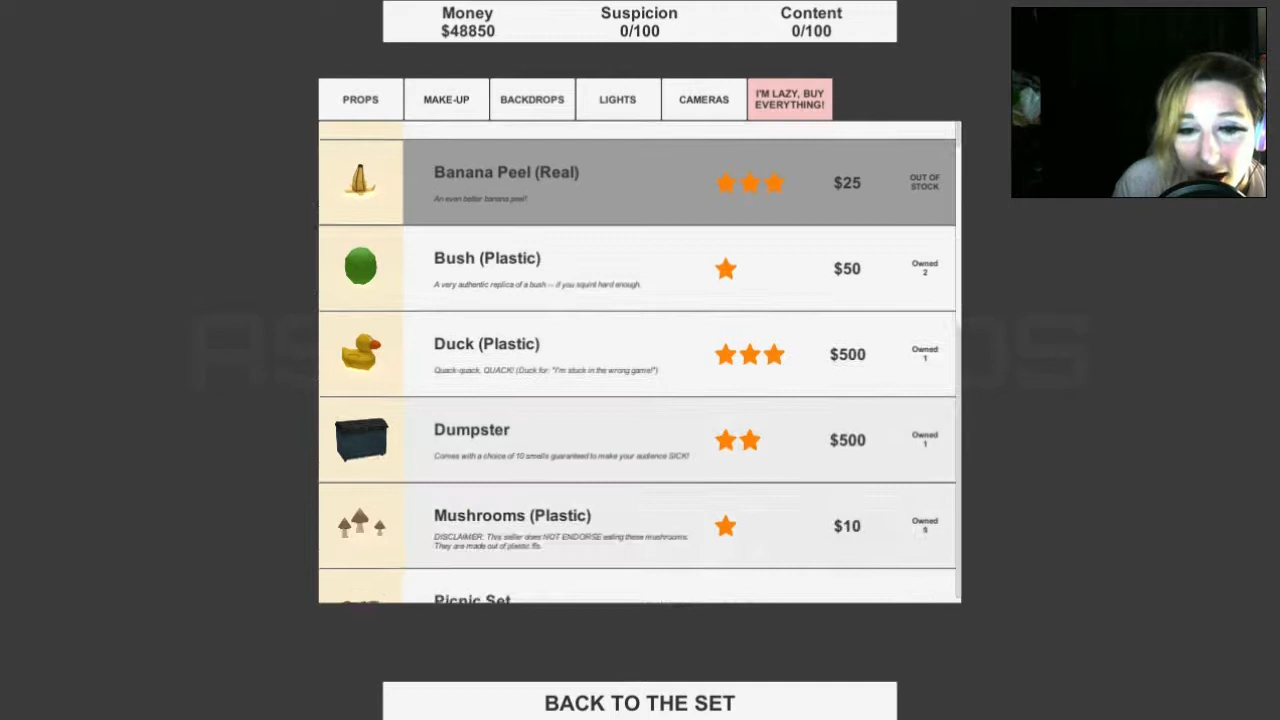 Money
$48850
Suspicion
0/100
Content
0/100
PROPS
MAKE-UP
BACKDROPS
LIGHTS
CAMERAS
I'M LAZY, BUY
EVERYTHING!
Banana Peel (Real)
An even better banana peel!
$25
OUT OF
STOCK
Bush (Plastic)
A very authentic replica of a bush -- if you squint hard enough.
$50
Owned
2
Duck (Plastic)
Quack-quack, QUACK! (Duck for: "I'm stuck in the wrong game!")
$500
Owned
1
Dumpster
Comes with a choice of 10 smells guaranteed to make your audience SICK!
$500
Owned
1
Mushrooms (Plastic)
DISCLAIMER: This seller does NOT ENDORSE eating these mushrooms.
They are made out of plastic ffs.
$10
Owned
Picnic Set
BACK TO THE SET